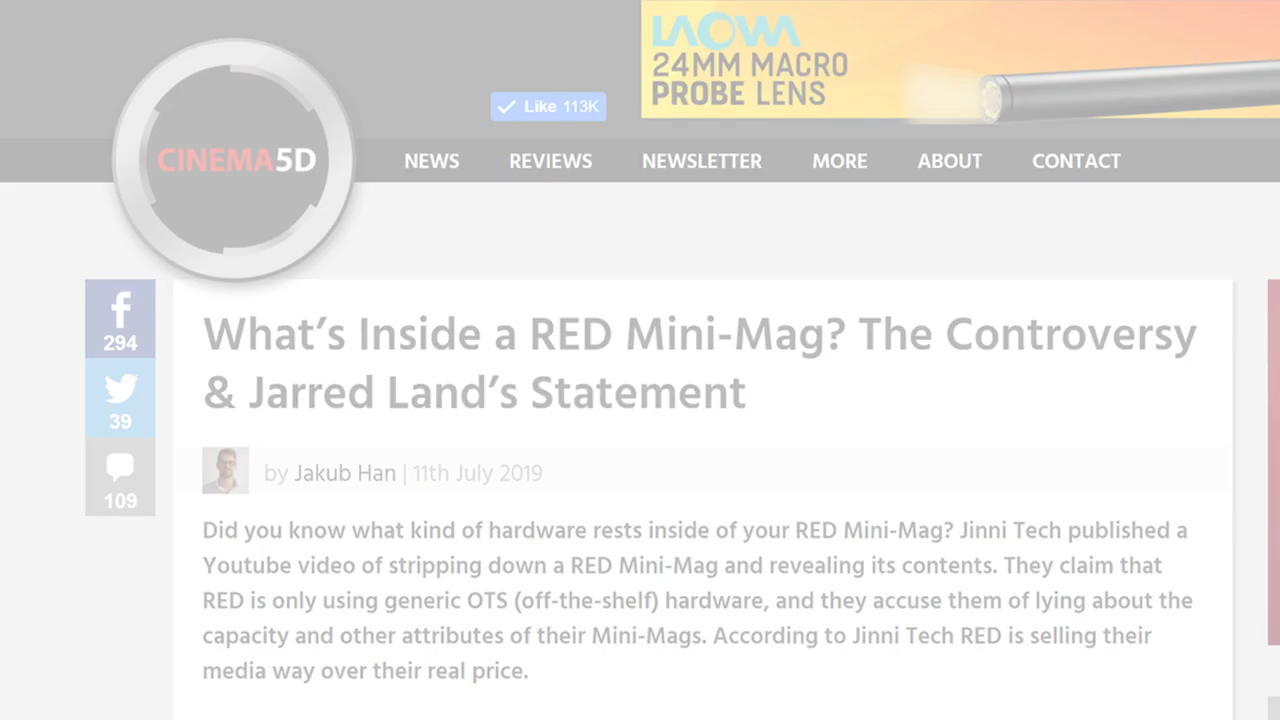 LAOWA
24MM MACRO
PROBE LENS
Like 113K
CINEMA5D
NEWS REVIEWS NEWSLETTER MORE ABOUT CONTACT
294
39
109
What's Inside a RED Mini-Mag? The Controversy
& Jarred Land's Statement
by Jakub Han | 11th July 2019
Did you know what kind of hardware rests inside of your RED Mini-Mag? Jinni Tech published a
Youtube video of stripping down a RED Mini-Mag and revealing its contents. They claim that
RED is only using generic OTS (off-the-shelf) hardware, and they accuse them of lying about the
capacity and other attributes of their Mini-Mags. According to Jinni Tech RED is selling their
media way over their real price.